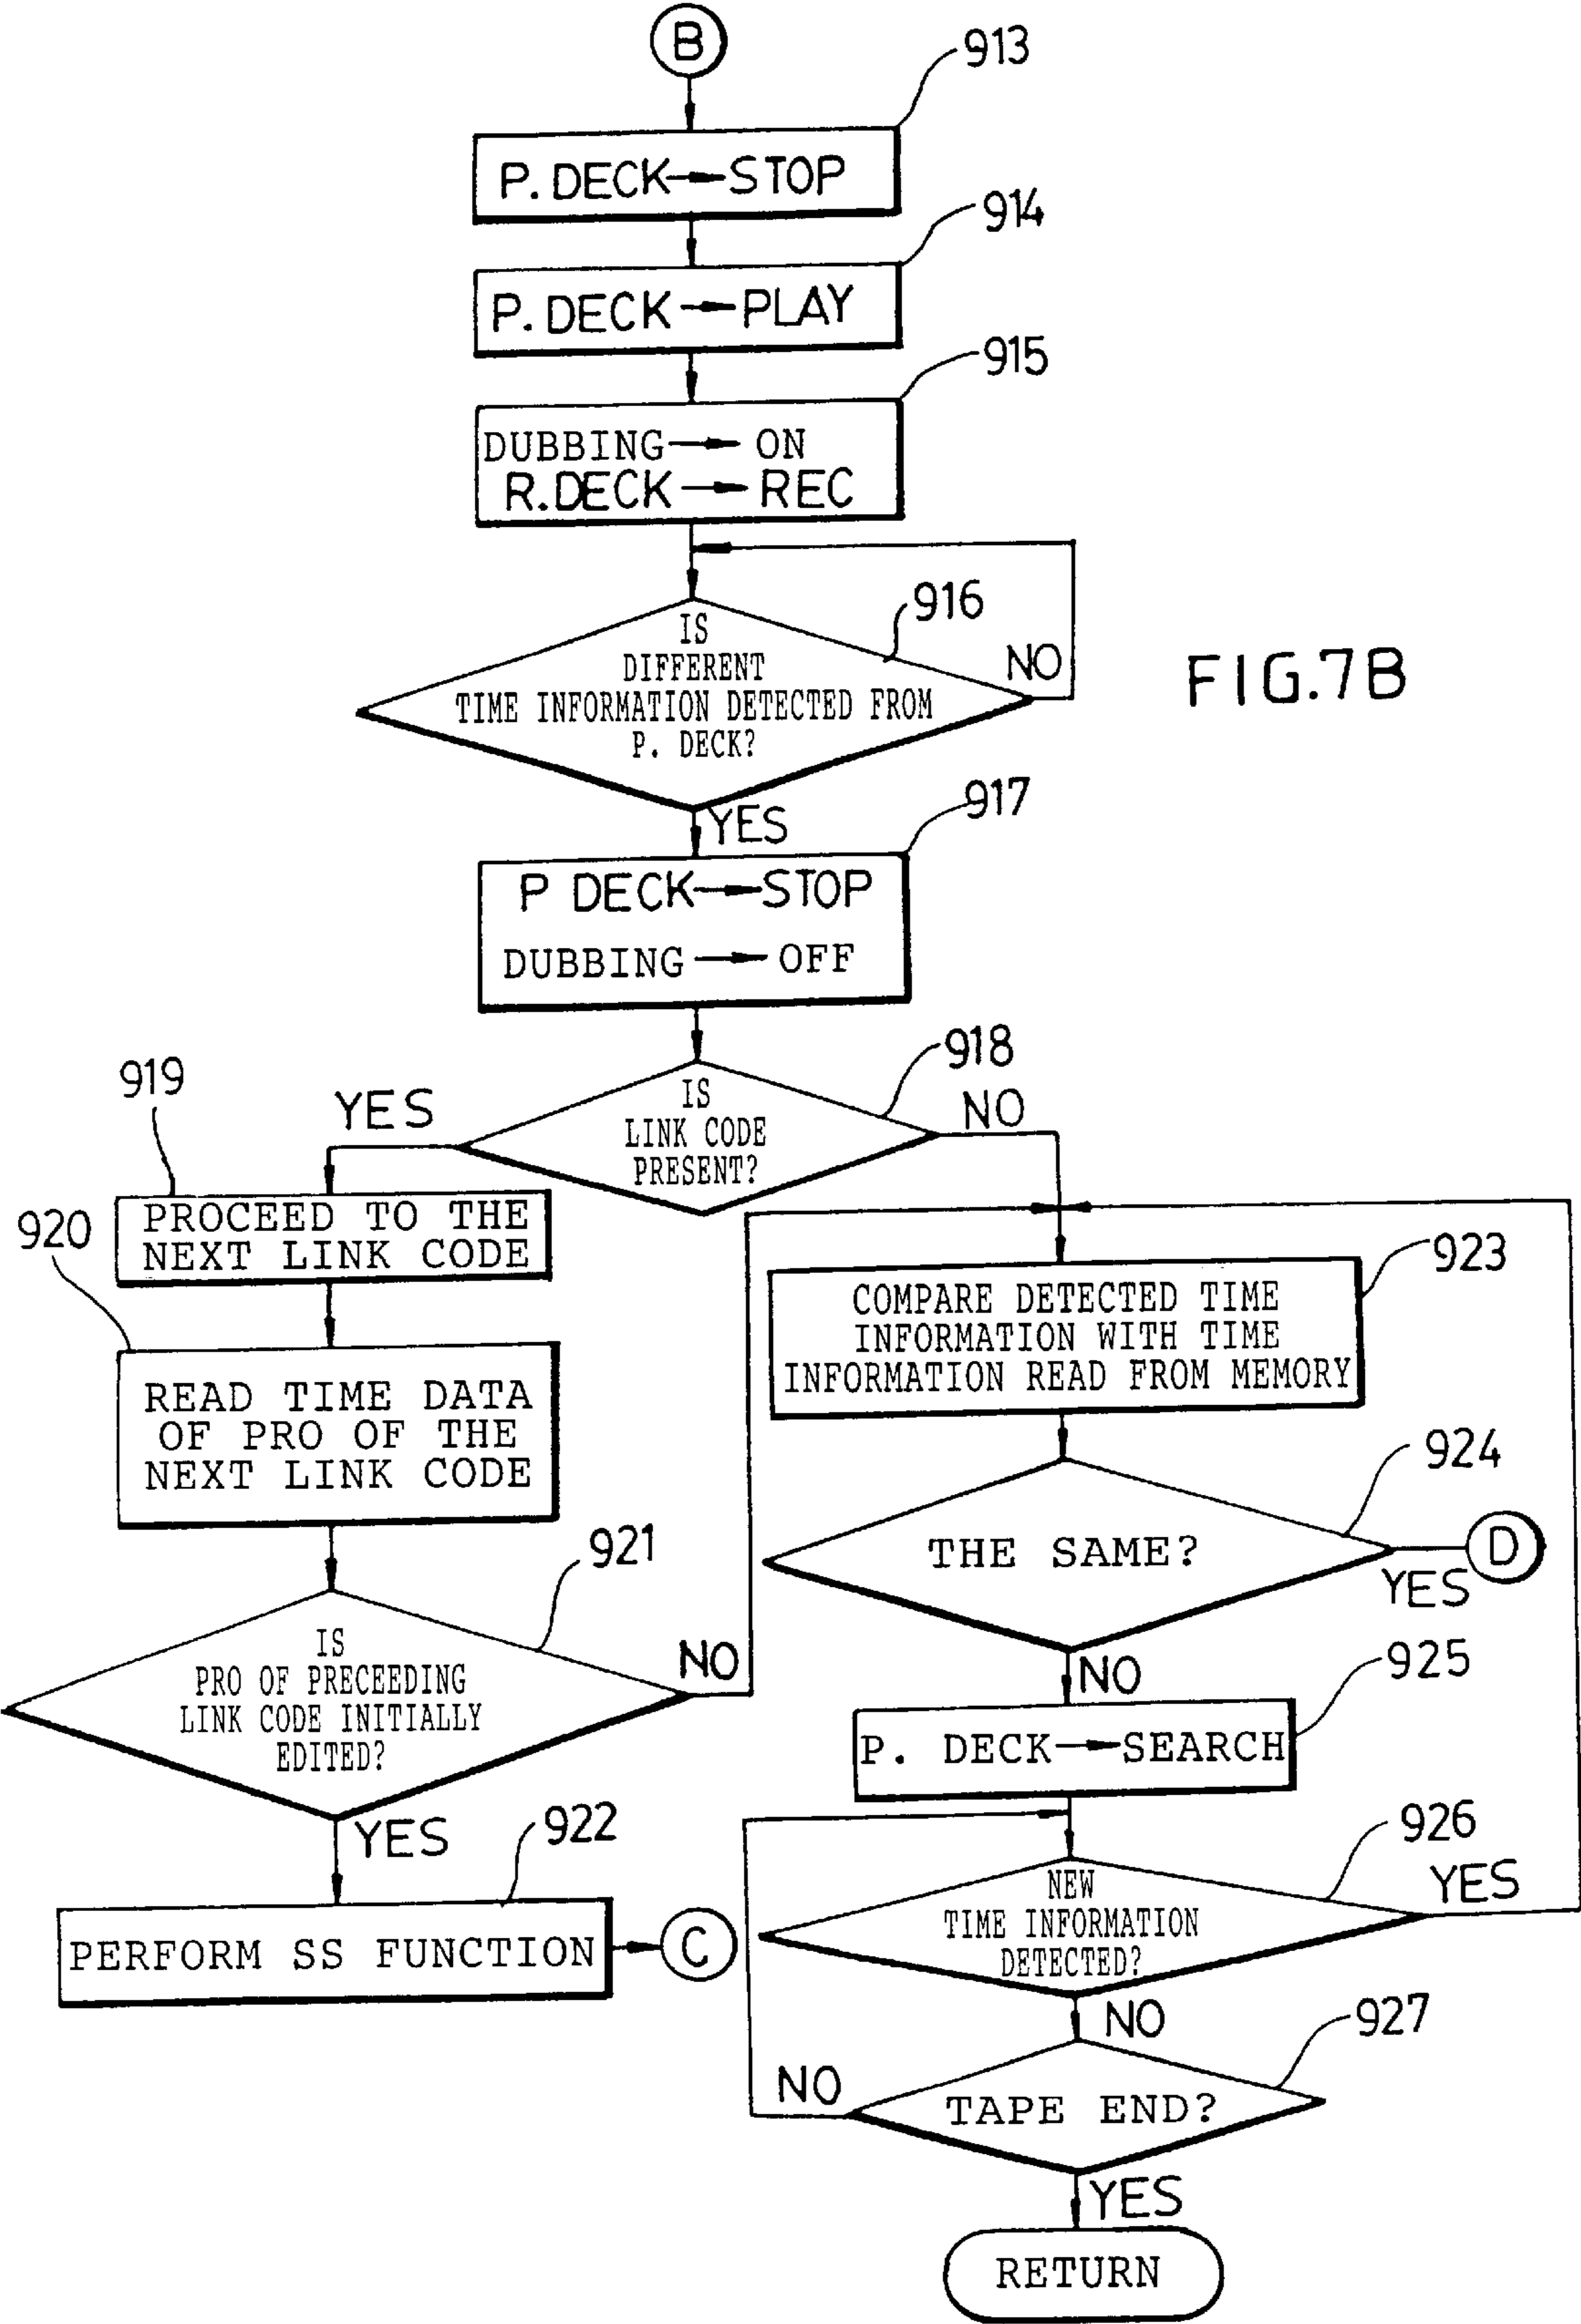 B
913
P. DECK→STOP
914
P. DECK→PLAY
915
DUBBING→ ON
R.DECK → REC
916
IS
DIFFERENT
TIME INFORMATION DETECTED FROM
P. DECK?
NO
FIG.7B
YES
917
P DECK→STOP
DUBBING → OFF
918
IS
LINK CODE
PRESENT?
YES
NO
919
PROCEED TO THE
NEXT LINK CODE
920
READ TIME DATA
OF PRO OF THE
NEXT LINK CODE
923
COMPARE DETECTED TIME
INFORMATION WITH TIME
INFORMATION READ FROM MEMORY
924
THE SAME?
YES
D
921
IS
PRO OF PRECEEDING
LINK CODE INITIALLY
EDITED?
NO
NO
925
P. DECK→SEARCH
YES
922
PERFORM SS FUNCTION
C
926
NEW
TIME INFORMATION
DETECTED?
YES
NO
927
TAPE END?
NO
YES
RETURN